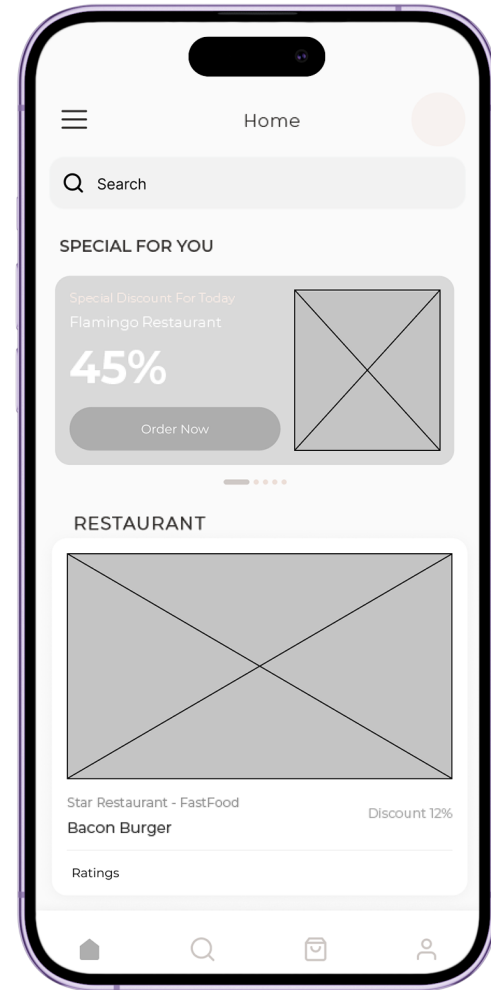 Home
Search
SPECIAL FOR YOU
Special Discount For Today
Flamingo Restaurant
45%
Order Now
RESTAURANT
Star Restaurant - FastFood
Discount 12%
Bacon Burger
Ratings